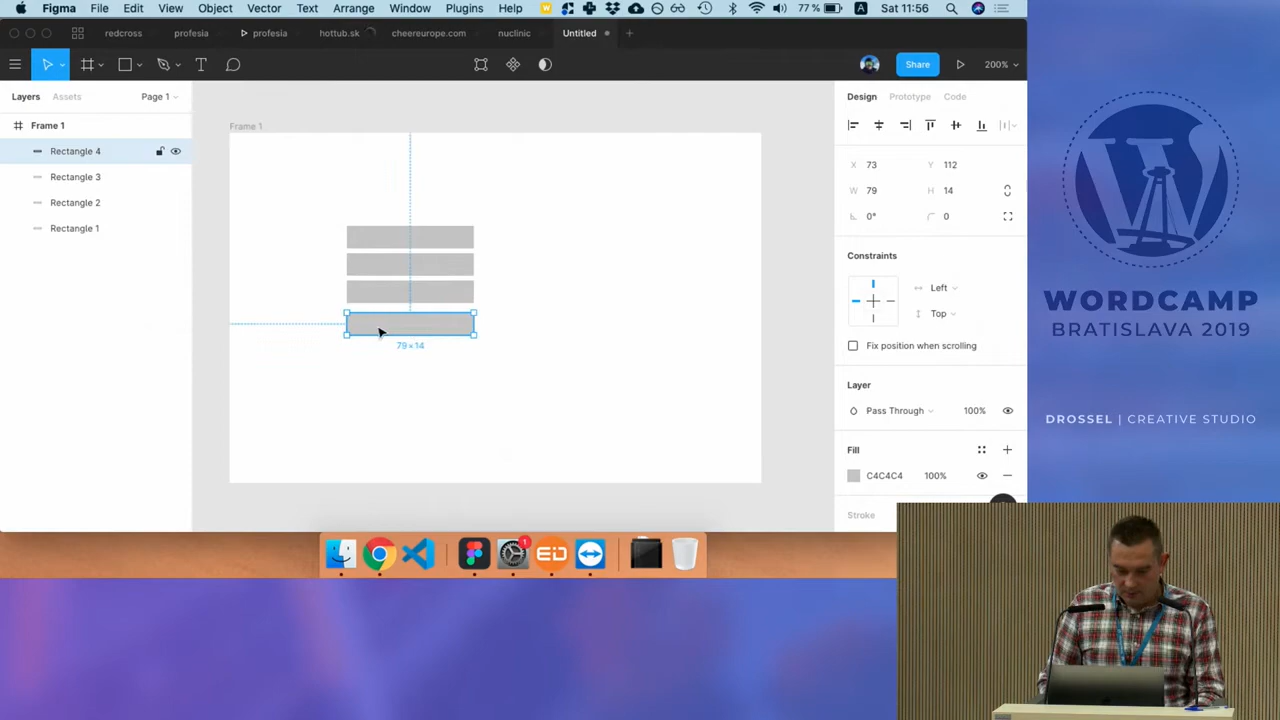 Figma File Edit View Object Vector Text Arrange Window Plugins Help 77 % A Sat 11:56
redcross profesia profesia hottub.sk cheereurope.com nuclinic Untitled
Share 200%
Layers Assets Page 1
Design Prototype Code
Frame 1
Frame 1
Rectangle 4
Rectangle 3
Rectangle 2
Rectangle 1
79 × 14
X 73 Y 112
W 79 H 14
0° 0
Constraints
Left
Top
Fix position when scrolling
Layer
Pass Through 100%
Fill
C4C4C4 100%
Stroke
1
WORDCAMP
BRATISLAVA 2019
DROSSEL | CREATIVE STUDIO